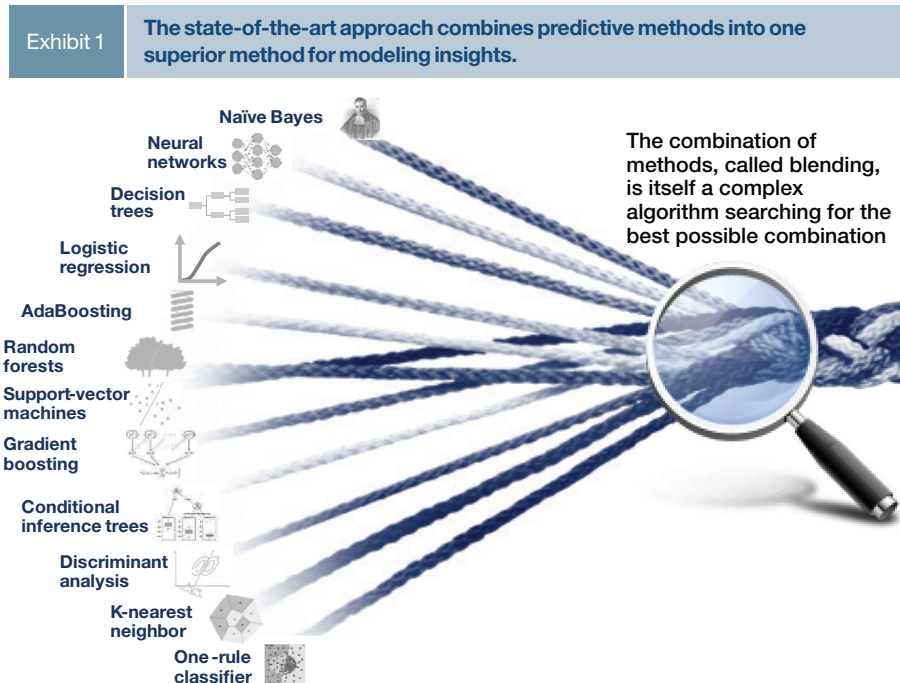 Exhibit 1
The state-of-the-art approach combines predictive methods into one
superior method for modeling insights.
Naïve Bayes
Neural
networks
Decision
trees
Logistic
regression
AdaBoosting
Random
forests
Support-vector
machines
Gradient
boosting
Conditional
inference trees
Discriminant
analysis
K-nearest
neighbor
One-rule
classifier
The combination of
methods, called blending,
is itself a complex
algorithm searching for the
best possible combination